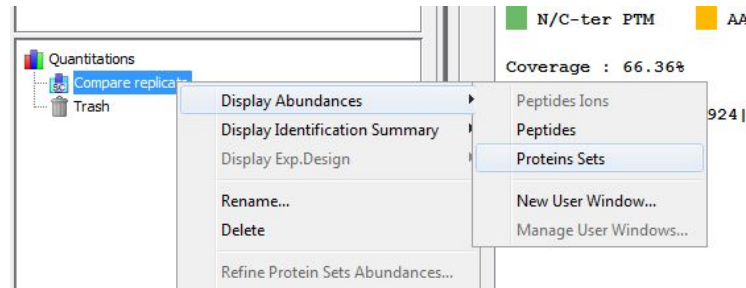 N/C-ter PTM
AA
Quantitations
Coverage : 66.36%
Compare replicat
Trash
Display Abundances
Peptides Ions
924|
Display Identification Summary
Peptides
Display Exp.Design
Proteins Sets
Rename...
New User Window...
Delete
Manage User Windows...
Refine Protein Sets Abundances...